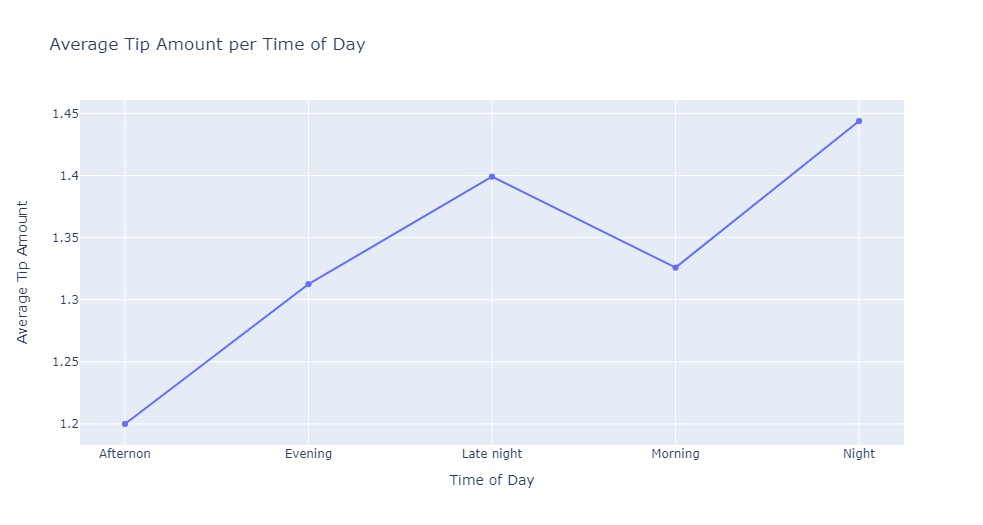 Average Tip Amount per Time of Day
Average Tip Amount
1.45
1.4
1.35
1.3
1.25
1.2
Afternon
Evening
Late night
Morning
Night
Time of Day